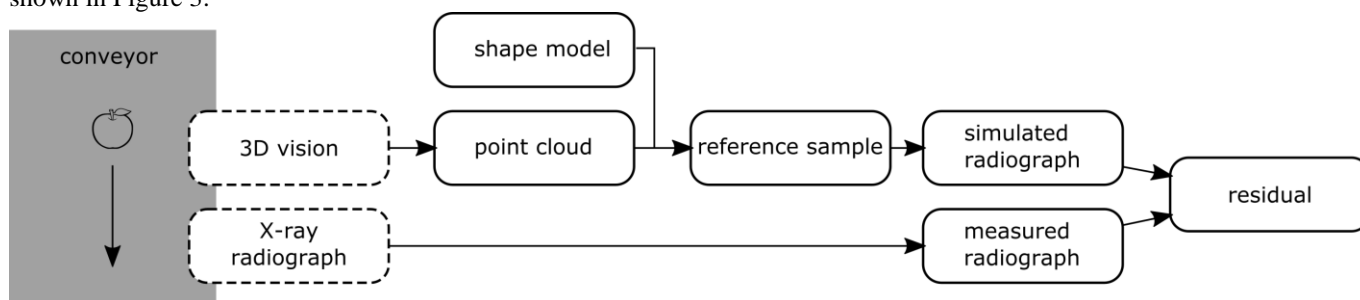 shown in Figure 3.
conveyor
shape model
3D vision
point cloud
reference sample
simulated
radiograph
residual
X-ray
radiograph
measured
radiograph